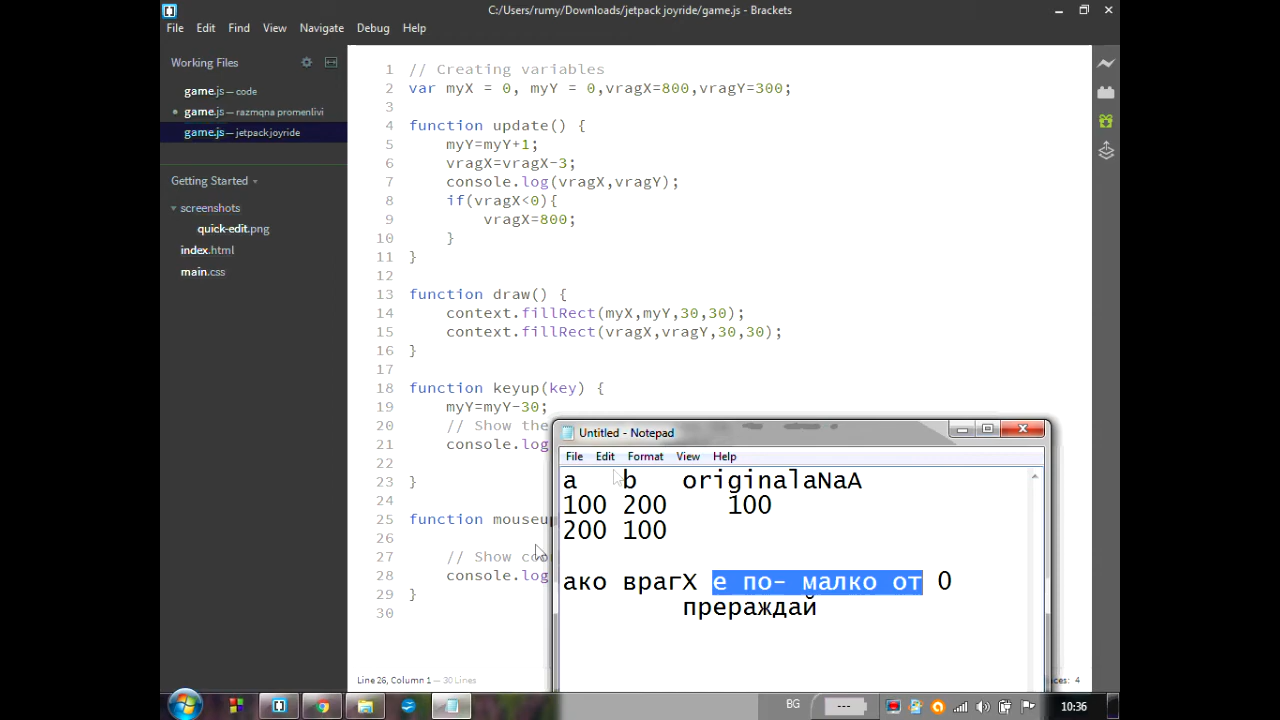 C:/Users/rumy/Downloads/jetpack joyride/game.js - Brackets
File Edit Find View Navigate Debug Help
Working Files
game.js — code
game.js — razmqna promenlivi
game.js — jetpack joyride
Getting Started
screenshots
quick-edit.png
index.html
main.css
1 // Creating variables
2 var myX = 0, myY = 0,vragX=800,vragY=300;
3
4 function update() {
5 myY=myY+1;
6 vragX=vragX-3;
7 console.log(vragX,vragY);
8 if(vragX<0){
9 vragX=800;
10 }
11 }
12
13 function draw() {
14 context.fillRect(myX,myY,30,30);
15 context.fillRect(vragX,vragY,30,30);
16 }
17
18 function keyup(key) {
19 myY=myY-30;
20 // Show the
21 console.log
22
23 }
24
25 function mouseup
26
27 // Show
28 console.log
29 }
30
Untitled - Notepad
File Edit Format View Help
a b originalaNaA
100 200 100
200 100
ако врагX е по- малко от 0
прераждай
Line 26, Column 1 — 30 Lines
BG
10:36